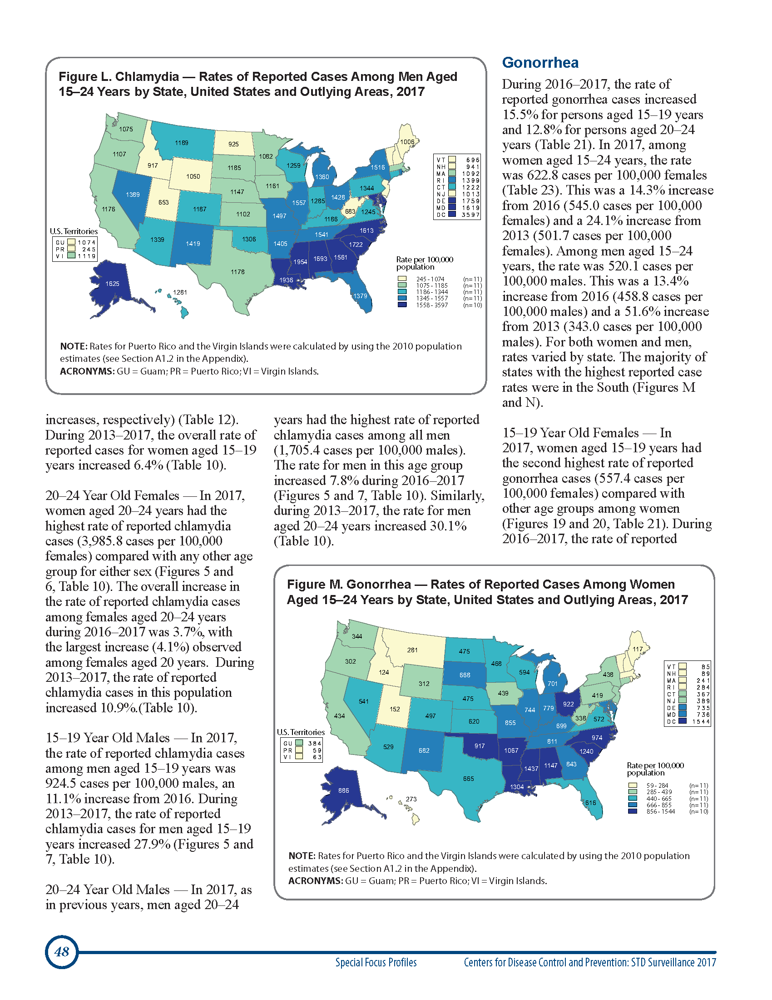 Figure L. Chlamydia — Rates of Reported Cases Among Men Aged
15–24 Years by State, United States and Outlying Areas, 2017
1075
1107
1176
917
1389
1189
1050
653
1187
1339
1419
925
1185
1147
1102
1306
1178
1082
1161
1497
1405
1936
1259
1557
1360
1285
1428
1186
1541
1954
1693
1561
1379
1722
1613
1245
683
1344
1516
1006
1625
1281
VT 696
NH 941
MA 1092
RI 1399
CT 1222
NJ 1013
DE 1759
MD 1619
DC 3597
U.S. Territories
GU 1074
PR 245
VI 1119
Rate per 100,000
population
245-1074 (n=11)
1075-1185 (n=11)
1186-1344 (n=11)
1345-1557 (n=11)
1558-3597 (n=10)
NOTE: Rates for Puerto Rico and the Virgin Islands were calculated by using the 2010 population
estimates (see Section A1.2 in the Appendix).
ACRONYMS: GU = Guam; PR = Puerto Rico; VI = Virgin Islands.
increases, respectively) (Table 12).
During 2013–2017, the overall rate of
reported cases for women aged 15–19
years increased 6.4% (Table 10).
20–24 Year Old Females — In 2017,
women aged 20–24 years had the
highest rate of reported chlamydia
cases (3,985.8 cases per 100,000
females) compared with any other age
group for either sex (Figures 5 and
6, Table 10). The overall increase in
the rate of reported chlamydia cases
among females aged 20–24 years
during 2016–2017 was 3.7%, with
the largest increase (4.1%) observed
among females aged 20 years.  During
2013–2017, the rate of reported
chlamydia cases in this population
increased 10.9%.(Table 10).
15–19 Year Old Males — In 2017,
the rate of reported chlamydia cases
among men aged 15–19 years was
924.5 cases per 100,000 males, an
11.1% increase from 2016. During
2013–2017, the rate of reported
chlamydia cases for men aged 15–19
years increased 27.9% (Figures 5 and
7, Table 10).
20–24 Year Old Males — In 2017, as
in previous years, men aged 20–24
years had the highest rate of reported
chlamydia cases among all men
(1,705.4 cases per 100,000 males).
The rate for men in this age group
increased 7.8% during 2016–2017
(Figures 5 and 7, Table 10). Similarly,
during 2013–2017, the rate for men
aged 20–24 years increased 30.1%
(Table 10).
Gonorrhea
During 2016–2017, the rate of
reported gonorrhea cases increased
15.5% for persons aged 15–19 years
and 12.8% for persons aged 20–24
years (Table 21). In 2017, among
women aged 15–24 years, the rate
was 622.8 cases per 100,000 females
(Table 23). This was a 14.3% increase
from 2016 (545.0 cases per 100,000
females) and a 24.1% increase from
2013 (501.7 cases per 100,000
females). Among men aged 15–24
years, the rate was 520.1 cases per
100,000 males. This was a 13.4%
increase from 2016 (458.8 cases per
100,000 males) and a 51.6% increase
from 2013 (343.0 cases per 100,000
males). For both women and men,
rates varied by state. The majority of
states with the highest reported case
rates were in the South (Figures M
and N).
15–19 Year Old Females — In
2017, women aged 15–19 years had
the second highest rate of reported
gonorrhea cases (557.4 cases per
100,000 females) compared with
other age groups among women
(Figures 19 and 20, Table 21). During
2016–2017, the rate of reported
Figure M. Gonorrhea — Rates of Reported Cases Among Women
Aged 15–24 Years by State, United States and Outlying Areas, 2017
344
302
434
124
541
281
312
152
497
529
682
475
668
475
620
917
665
468
439
855
1067
1304
594
744
701
779
922
699
811
1437
1147
843
616
1240
974
572
338
419
438
117
886
273
VT 85
NH 89
MA 241
RI 284
CT 367
NJ 389
DE 735
MD 736
DC 1544
U.S. Territories
GU 384
PR 59
VI 63
Rate per 100,000
population
59-284 (n=11)
285-439 (n=11)
440-665 (n=11)
666-855 (n=11)
856-1544 (n=10)
NOTE: Rates for Puerto Rico and the Virgin Islands were calculated by using the 2010 population
estimates (see Section A1.2 in the Appendix).
ACRONYMS: GU = Guam; PR = Puerto Rico; VI = Virgin Islands.
48
Special Focus Profiles
Centers for Disease Control and Prevention: STD Surveillance 2017